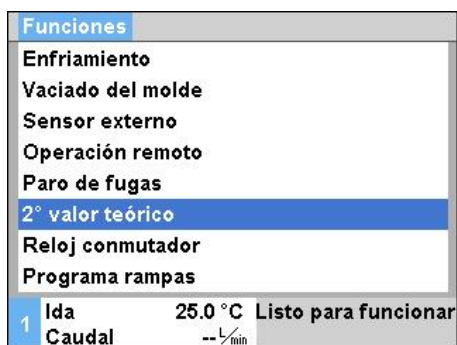 Funciones
Enfriamiento
Vaciado del molde
Sensor externo
Operación remoto
Paro de fugas
2° valor teórico
Reloj conmutador
Programa rampas
1 Ida 25.0 °C Listo para funcionar
Caudal -- L/min